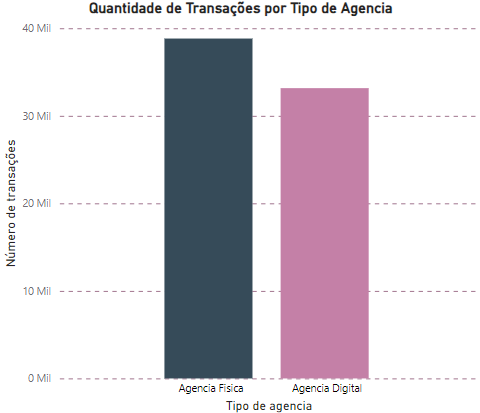 Quantidade de Transações por Tipo de Agencia
40 Mil
30 Mil
20 Mil
10 Mil
0 Mil
Número de transações
Agencia Fisica
Agencia Digital
Tipo de agencia